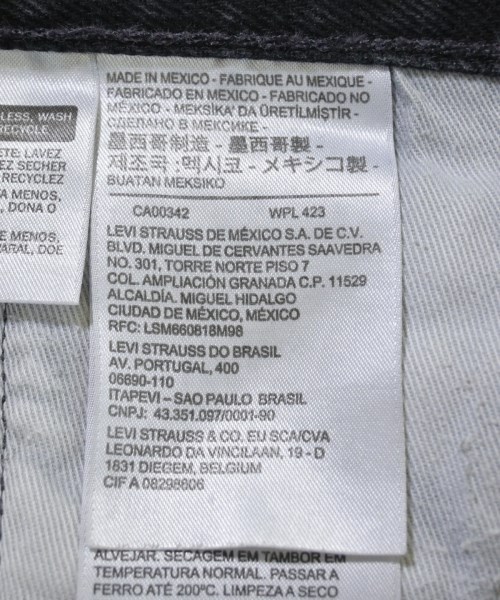 MADE IN MEXICO - FABRIQUE AU MEXIQUE -
FABRICADO EN MEXICO - FABRICADO NO
MÉXICO - MEKSİKA' DA ÜRETİLMİŞTİR -
СДЕЛАНО В МЕКСИКЕ -
墨西哥制造 - 墨西哥製 -
제조국 :멕시코 - メキシコ製 -
BUATAN MEKSIKO
CA00342 WPL 423
LEVI STRAUSS DE MÉXICO S.A. DE C.V.
BLVD. MIGUEL DE CERVANTES SAAVEDRA
NO. 301, TORRE NORTE PISO 7
COL. AMPLIACIÓN GRANADA C.P. 11529
ALCALDÍA. MIGUEL HIDALGO
CIUDAD DE MÉXICO, MÉXICO
RFC: LSM660818M98
LEVI STRAUSS DO BRASIL
AV. PORTUGAL, 400
06690-110
ITAPEVI – SAO PAULO BRASIL
CNPJ: 43.351.097/0001-90
LEVI STRAUSS & CO. EU SCA/CVA
LEONARDO DA VINCILAAN, 19 - D
1831 DIEGEM, BELGIUM
CIF A 08298606
LESS, WASH
RECYCLE
ETE: LAVEZ
EZ SECHER
RECYCLEZ
TA MENOS,
, DONA O
E MENOS,
VARAL, DOE
ALVEJAR. SECAGEM EM TAMBOR EM
TEMPERATURA NORMAL. PASSAR A
FERRO ATÉ 200ºC. LIMPEZA A SECO